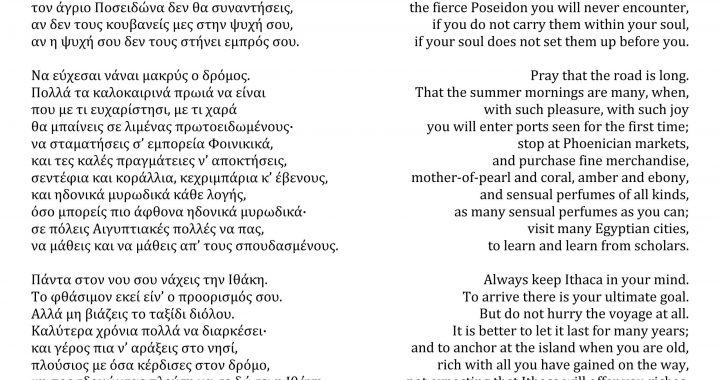 τον άγριο Ποσειδώνα δεν θα συναντήσεις,
αν δεν τους κουβανείς μες στην ψυχή σου,
αν η ψυχή σου δεν τους στήνει εμπρός σου.
Να εύχεσαι νάναι μακρύς ο δρόμος.
Πολλά τα καλοκαιρινά πρωιά να είναι
που με τι ευχαρίστησι, με τι χαρά
θα μπαίνεις σε λιμένας πρωτοειδωμένους·
να σταματήσεις σ’ εμπορεία Φοινικικά,
και τες καλές πραγμάτειες ν’ αποκτήσεις,
σεντέφια και κοράλλια, κεχριμπάρια κ’ έβενους,
και ηδονικά μυρωδικά κάθε λογής,
όσο μπορείς πιο άφθονα ηδονικά μυρωδικά·
σε πόλεις Αιγυπτιακές πολλές να πας,
να μάθεις και να μάθεις απ’ τους σπουδασμένους.
Πάντα στον νου σου νάχεις την Ιθάκη.
Το φθάσιμον εκεί είν’ ο προορισμός σου.
Αλλά μη βιάζεις το ταξίδι διόλου.
Καλύτερα χρόνια πολλά να διαρκέσει·
και γέρος πια ν’ αράξεις στο νησί,
πλούσιος με όσα κέρδισες στον δρόμο,
the fierce Poseidon you will never encounter,
if you do not carry them within your soul,
if your soul does not set them up before you.
Pray that the road is long.
That the summer mornings are many, when,
with such pleasure, with such joy
you will enter ports seen for the first time;
stop at Phoenician markets,
and purchase fine merchandise,
mother-of-pearl and coral, amber and ebony,
and sensual perfumes of all kinds,
as many sensual perfumes as you can;
visit many Egyptian cities,
to learn and learn from scholars.
Always keep Ithaca in your mind.
To arrive there is your ultimate goal.
But do not hurry the voyage at all.
It is better to let it last for many years;
and to anchor at the island when you are old,
rich with all you have gained on the way,